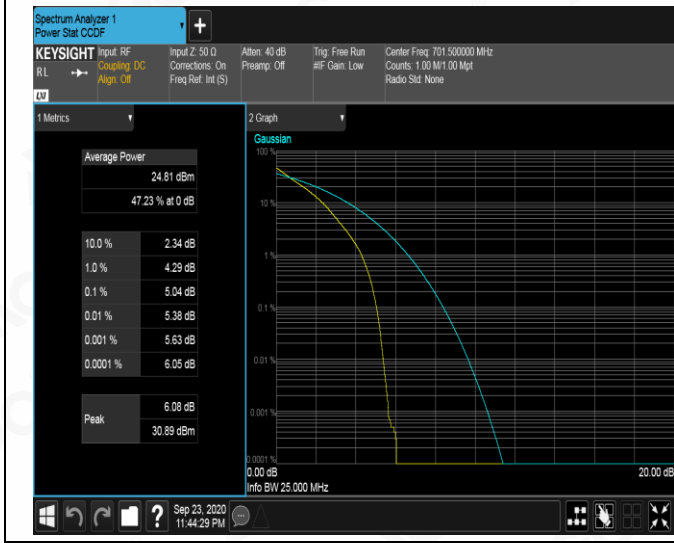 Spectrum Analyzer 1
Power Stat CCDF
+
KEYSIGHT
RL
LXI
Input: RF
Coupling: DC
Align: Off
Input Z: 50 Ω
Corrections: On
Freq Ref: Int (S)
Atten: 40 dB
Preamp: Off
Trig: Free Run
#IF Gain: Low
Center Freq: 701.500000 MHz
Counts: 1.00 M/1.00 Mpt
Radio Std: None
1 Metrics
Average Power
24.81 dBm
47.23 % at 0 dB
10.0 % 2.34 dB
1.0 % 4.29 dB
0.1 % 5.04 dB
0.01 % 5.38 dB
0.001 % 5.63 dB
0.0001 % 6.05 dB
Peak
6.08 dB
30.89 dBm
2 Graph
Gaussian
100 %
10 %
1 %
0.1 %
0.01 %
0.001 %
0.0001 %
0.00 dB 20.00 dB
Info BW 25.000 MHz
?
Sep 23, 2020
11:44:29 PM